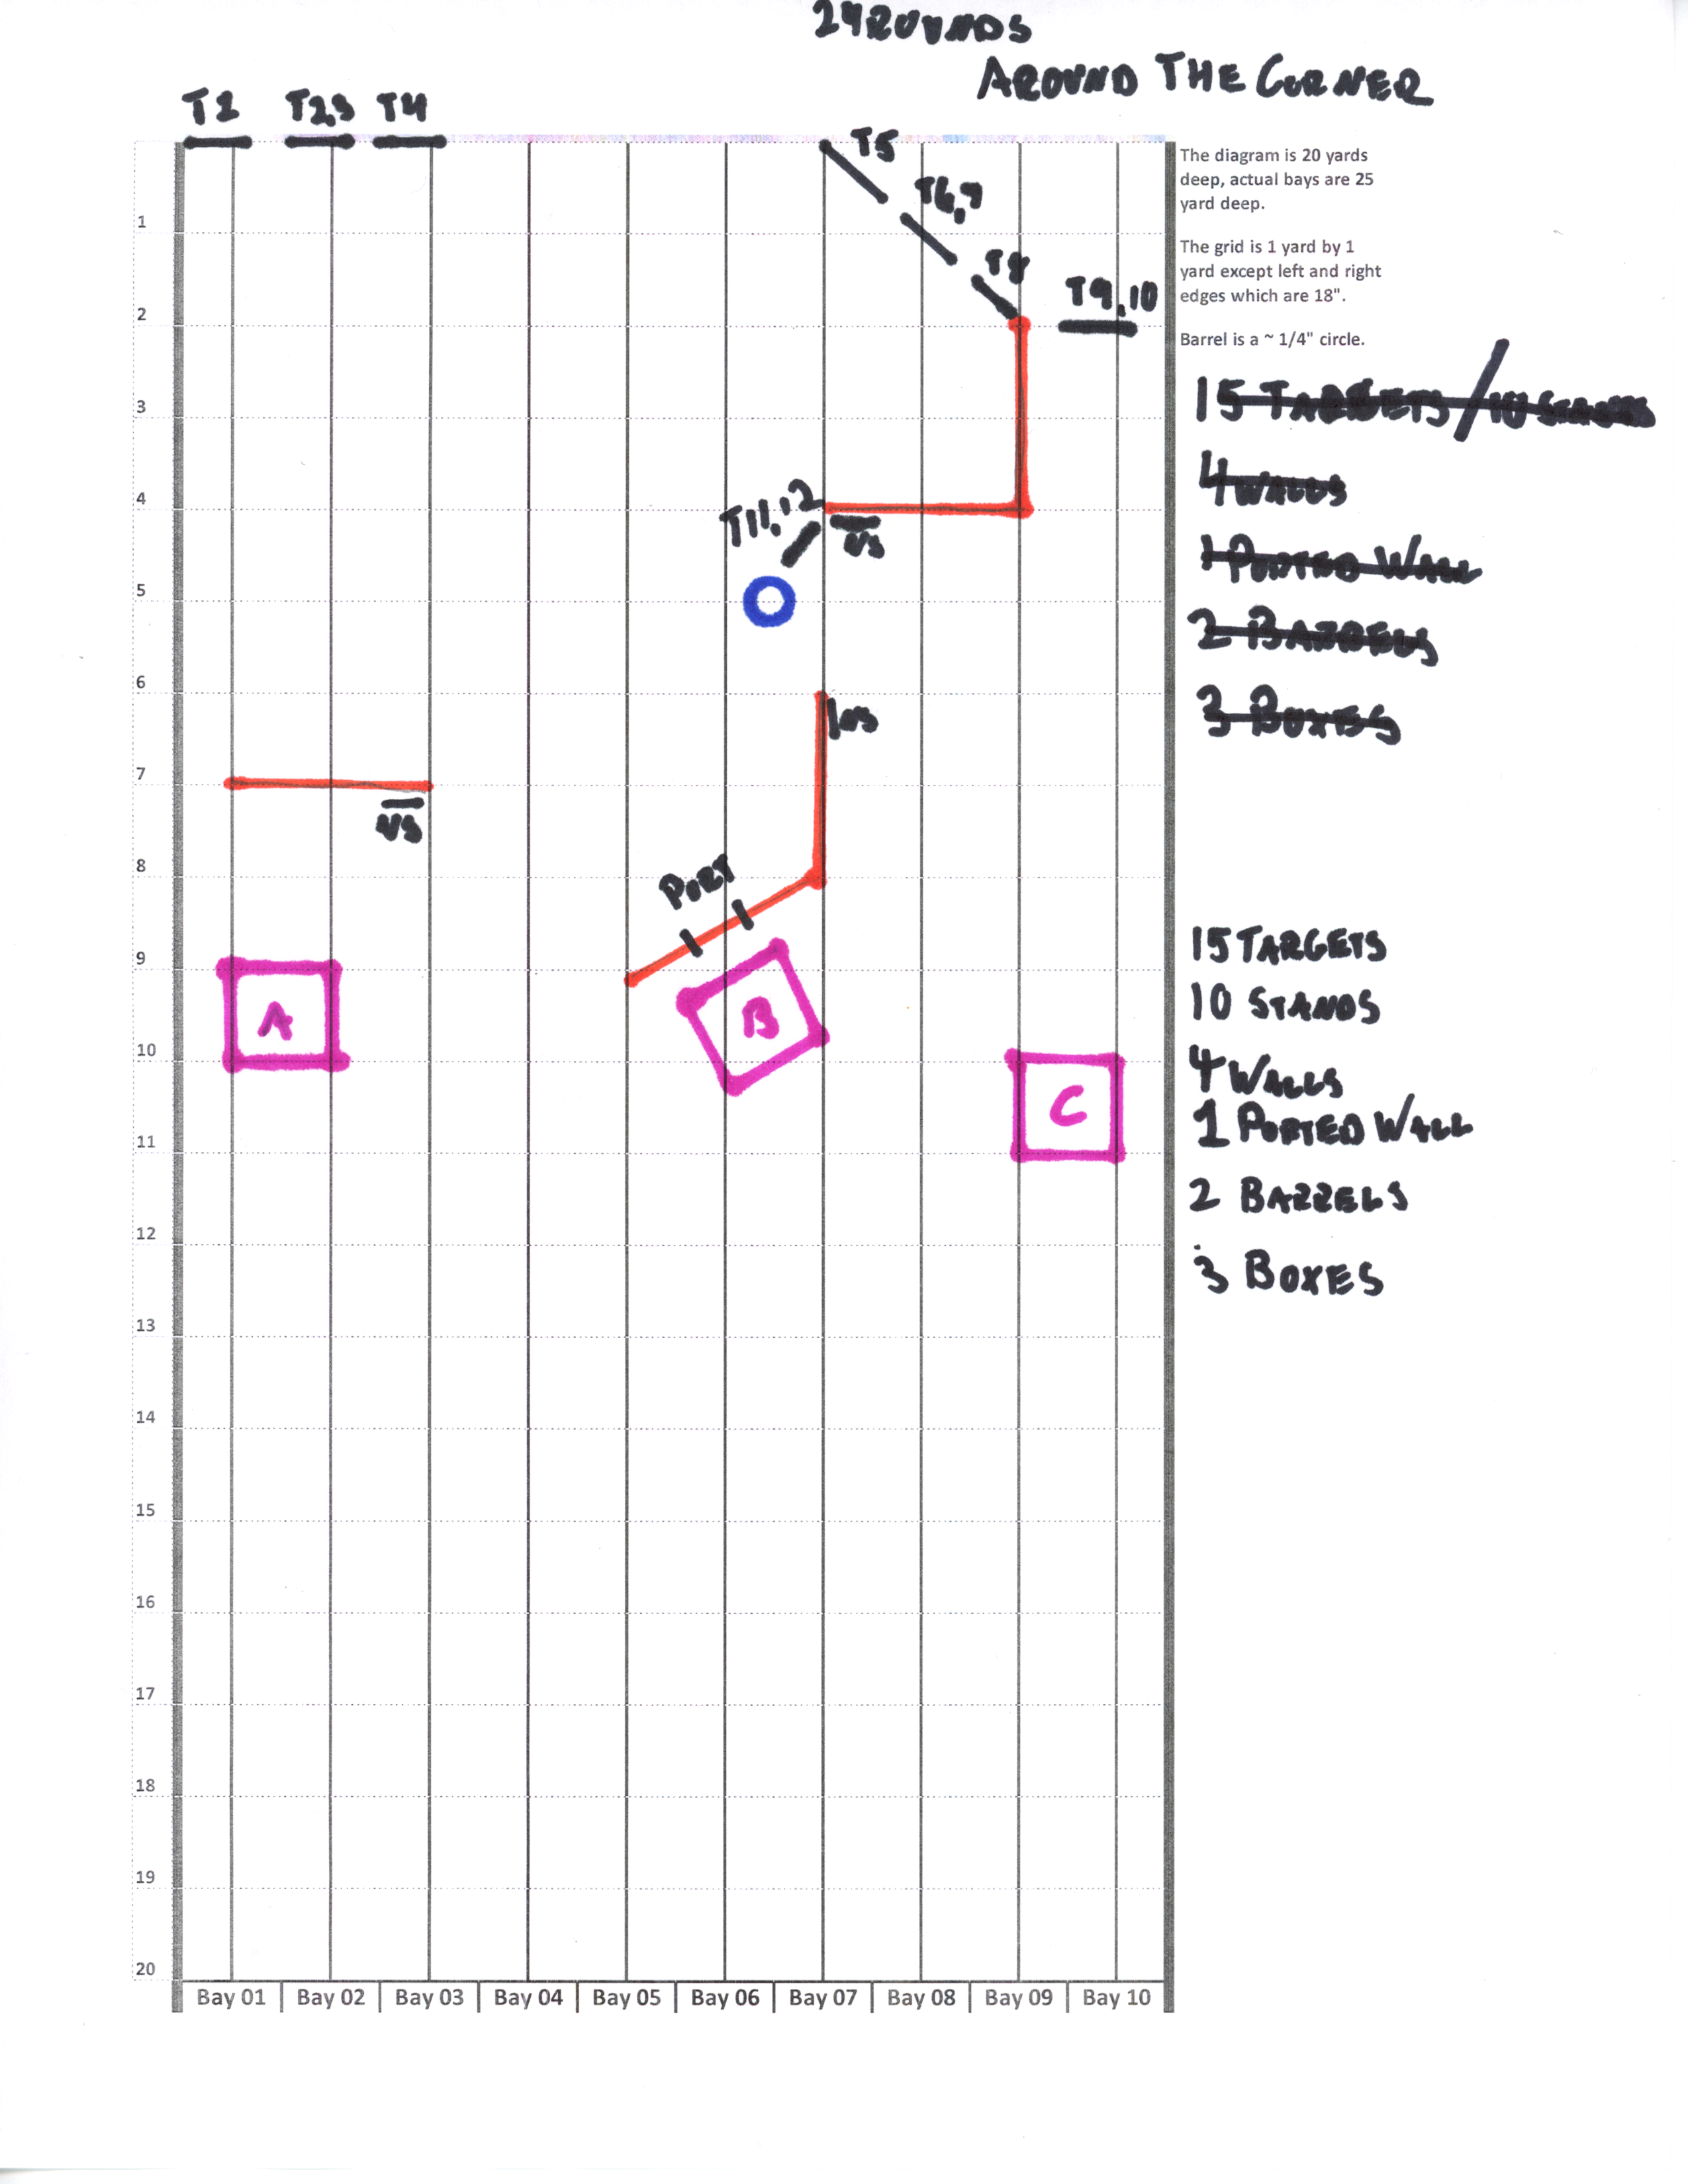 24 ROUNDS
AROUND THE CORNER
T1 T2,3 T4
T5
T6,7
T8
T9,10
The diagram is 20 yards
deep, actual bays are 25
yard deep.
The grid is 1 yard by 1
yard except left and right
edges which are 18".
Barrel is a ~ 1/4" circle.
15 TARGETS / 10 STANDS
4 WALLS
1 PORTED WALL
2 BARRELS
3 BOXES
T11,12
NS
NS
NS
PORT
A
B
C
15 TARGETS
10 STANDS
4 WALLS
1 PORTED WALL
2 BARRELS
3 BOXES
1
2
3
4
5
6
7
8
9
10
11
12
13
14
15
16
17
18
19
20
Bay 01 Bay 02 Bay 03 Bay 04 Bay 05 Bay 06 Bay 07 Bay 08 Bay 09 Bay 10